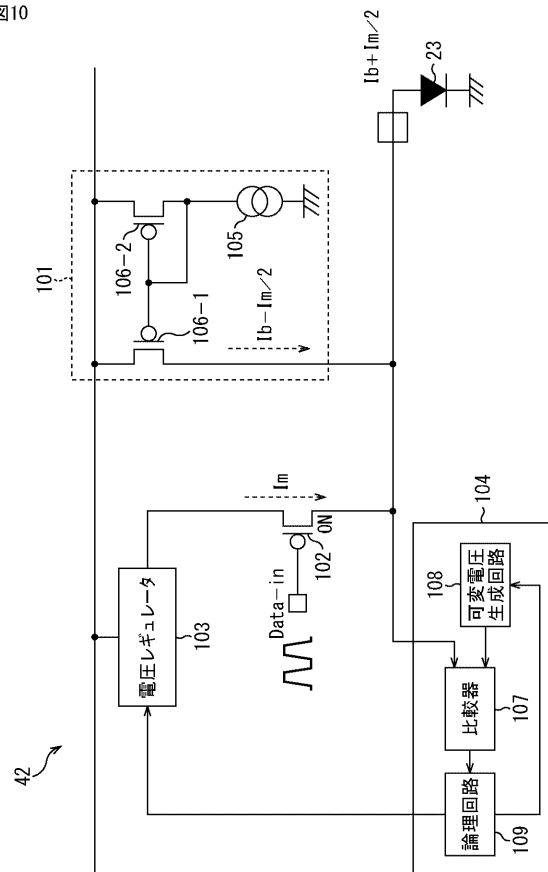 図10
42
101
106-2
106-1
105
Ib-Im/2
Ib+Im/2
23
電圧レギュレータ
103
Im
Data-in
102
ON
104
108
可変電圧
生成回路
比較器
107
論理回路
109